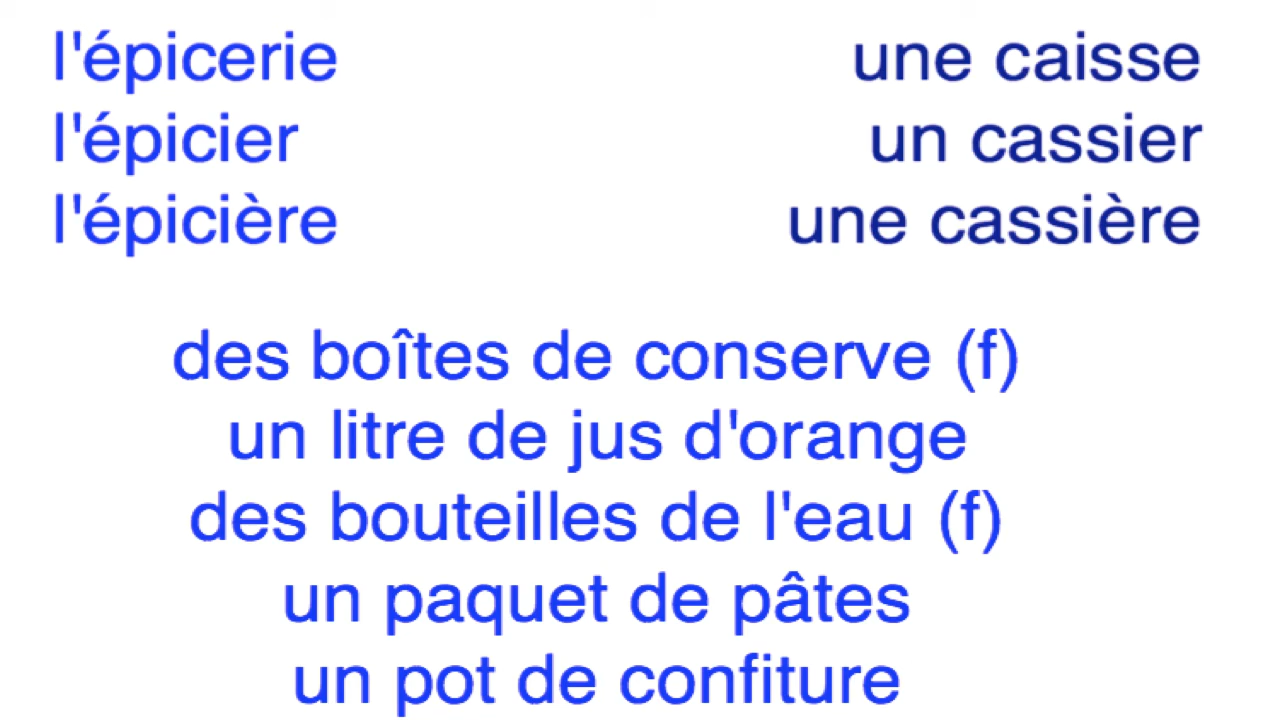 l'épicerie
une caisse
l'épicier
un cassier
l'épicière
une cassière
des boîtes de conserve (f)
un litre de jus d'orange
des bouteilles de l'eau (f)
un paquet de pâtes
un pot de confiture